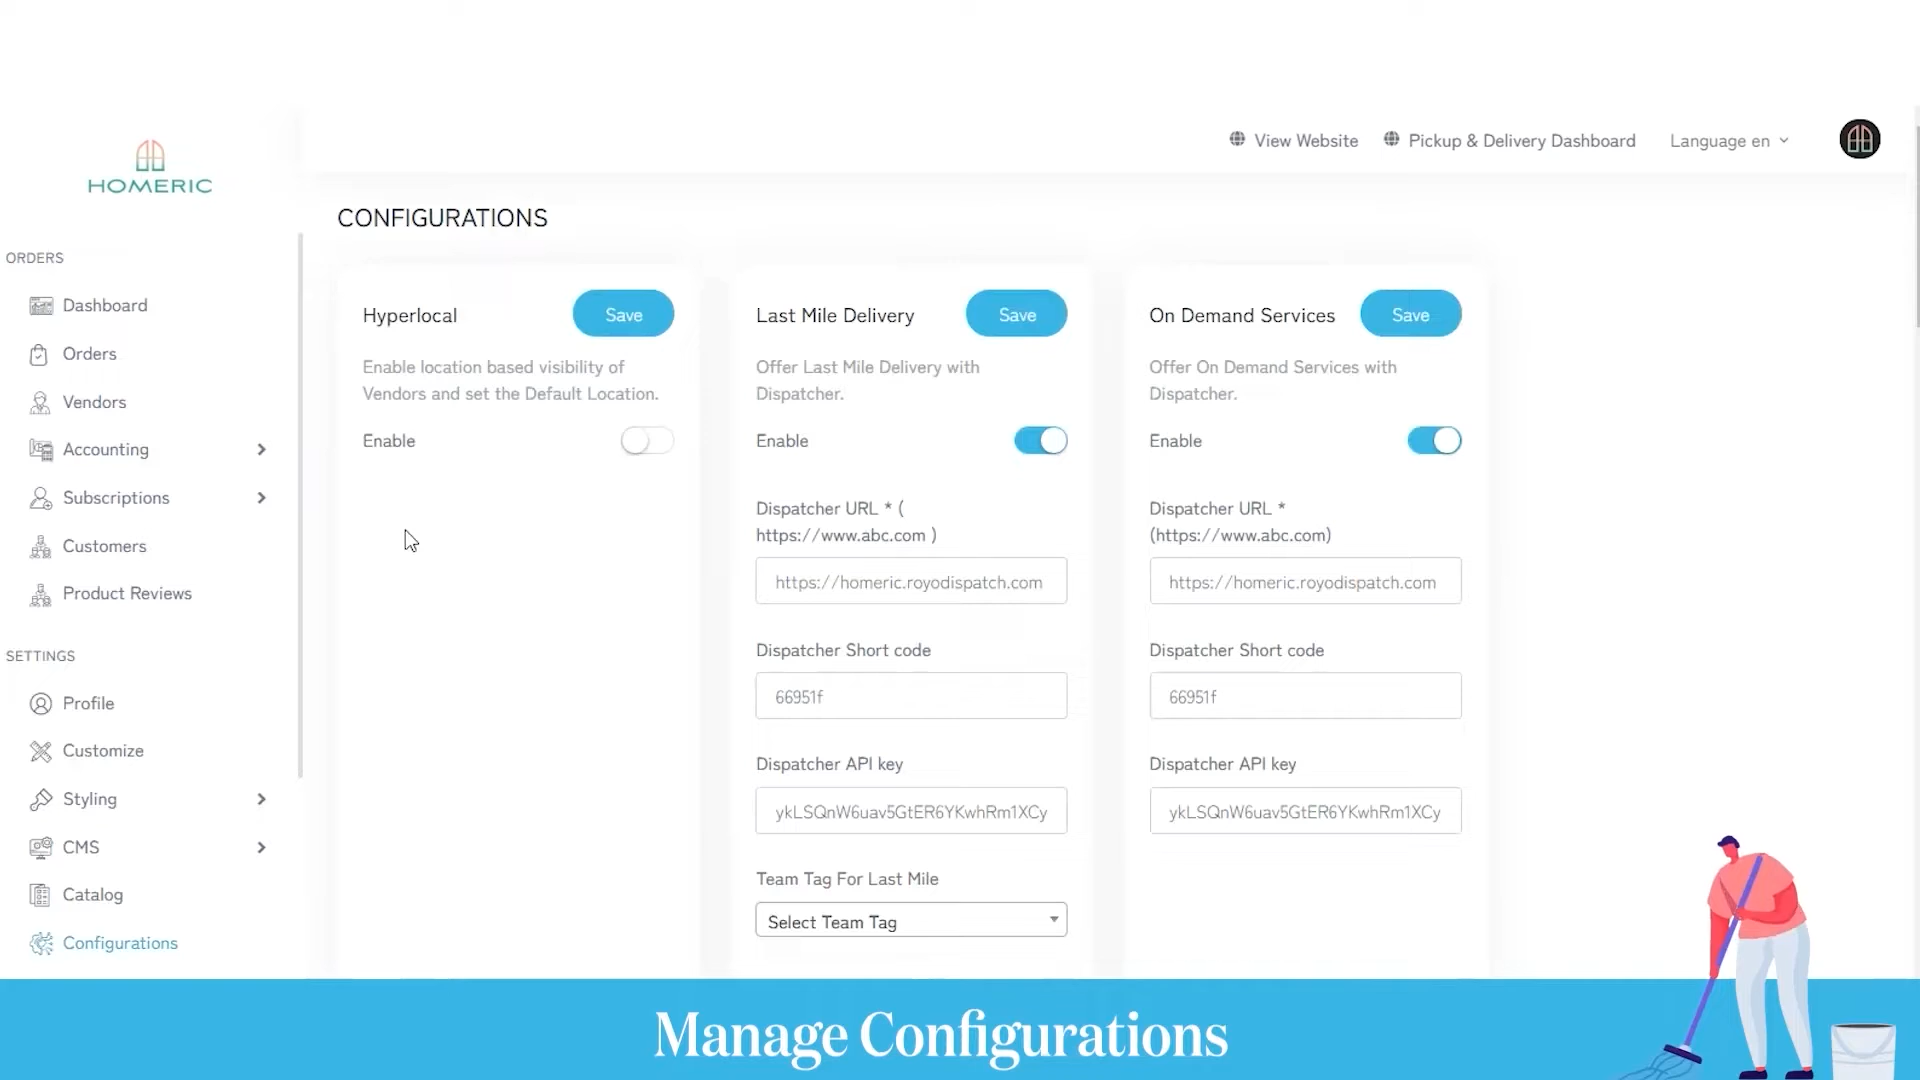 HOMERIC
View Website
Pickup & Delivery Dashboard
Language en
ORDERS
Dashboard
Orders
Vendors
Accounting
Subscriptions
Customers
Product Reviews
SETTINGS
Profile
Customize
Styling
CMS
Catalog
Configurations
CONFIGURATIONS
Hyperlocal
Save
Enable location based visibility of
Vendors and set the Default Location.
Enable
Last Mile Delivery
Save
Offer Last Mile Delivery with
Dispatcher.
Enable
Dispatcher URL * (
https://www.abc.com )
https://homeric.royodispatch.com
Dispatcher Short code
66951f
Dispatcher API key
ykLSQnW6uav5GtER6YKwhRm1XCy
Team Tag For Last Mile
Select Team Tag
On Demand Services
Save
Offer On Demand Services with
Dispatcher.
Enable
Dispatcher URL *
(https://www.abc.com)
https://homeric.royodispatch.com
Dispatcher Short code
66951f
Dispatcher API key
ykLSQnW6uav5GtER6YKwhRm1XCy
Manage Configurations